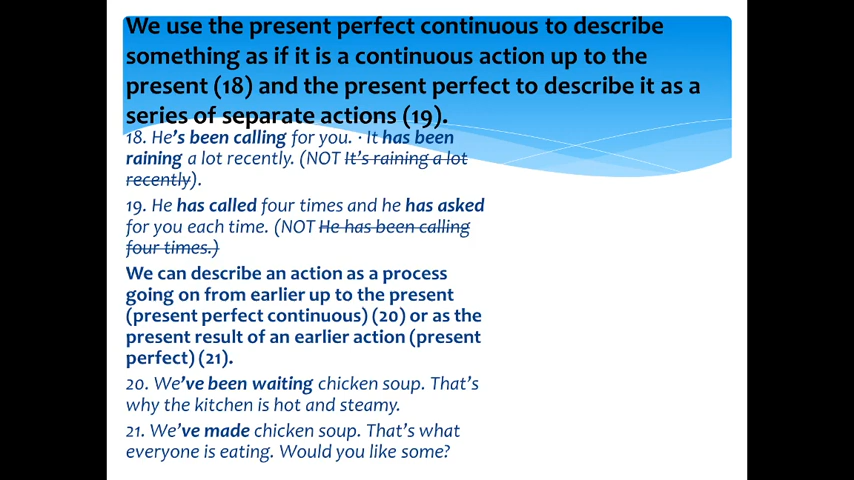 We use the present perfect continuous to describe
something as if it is a continuous action up to the
present (18) and the present perfect to describe it as a
series of separate actions (19).
18. He’s been calling for you. · It has been
raining a lot recently. (NOT It’s raining a lot
recently).
19. He has called four times and he has asked
for you each time. (NOT He has been calling
four times.)
We can describe an action as a process
going on from earlier up to the present
(present perfect continuous) (20) or as the
present result of an earlier action (present
perfect) (21).
20. We’ve been waiting chicken soup. That’s
why the kitchen is hot and steamy.
21. We’ve made chicken soup. That’s what
everyone is eating. Would you like some?